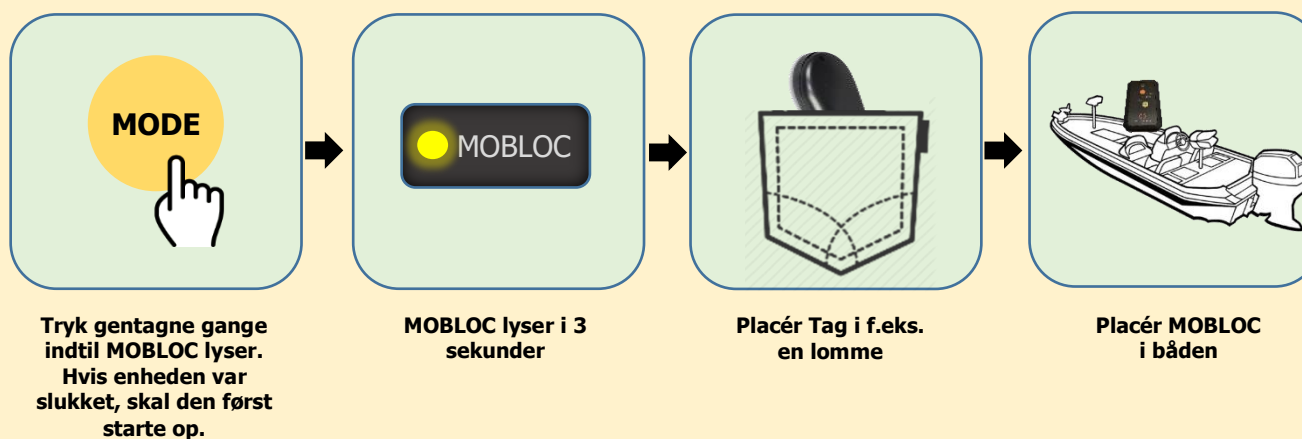 MODE
Tryk gentagne gange
indtil MOBLOC lyser.
Hvis enheden var
slukket, skal den først
starte op.
MOBLOC
MOBLOC lyser i 3
sekunder
Placér Tag i f.eks.
en lomme
Placér MOBLOC
i båden